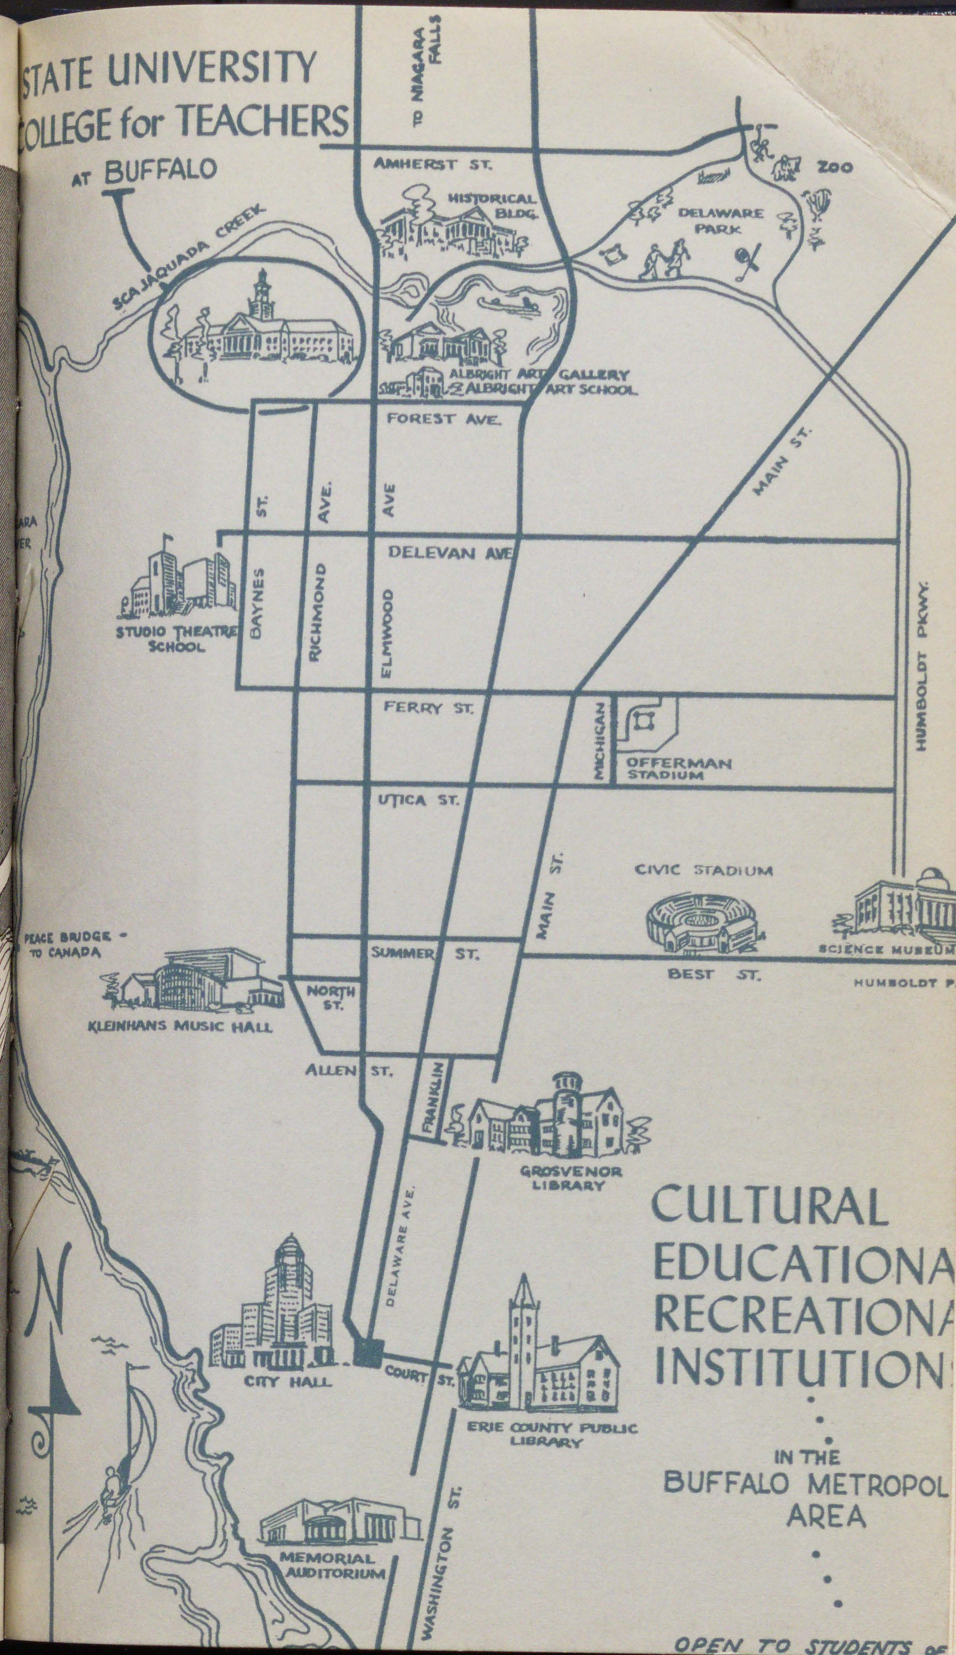 STATE UNIVERSITY
COLLEGE for TEACHERS
AT BUFFALO
TO NIAGARA
FALLS
AMHERST ST.
ZOO
HISTORICAL
BLDG.
DELAWARE
PARK
SCAJAQUADA CREEK
ALBRIGHT ART GALLERY
ALBRIGHT ART SCHOOL
FOREST AVE.
MAIN ST.
BAYNES ST.
RICHMOND AVE.
ELMWOOD AVE
DELEVAN AVE
STUDIO THEATRE
SCHOOL
HUMBOLDT PKWY.
FERRY ST.
MICHIGAN
OFFERMAN
STADIUM
UTICA ST.
MAIN ST.
CIVIC STADIUM
PEACE BRIDGE
TO CANADA
SUMMER ST.
SCIENCE MUSEUM
BEST ST.
HUMBOLDT P
NORTH
ST.
KLEINHANS MUSIC HALL
ALLEN ST.
FRANKLIN
GROSVENOR
LIBRARY
DELAWARE AVE.
CULTURAL
EDUCATIONA
RECREATIONA
INSTITUTION
N
CITY HALL
COURT ST.
ERIE COUNTY PUBLIC
LIBRARY
IN THE
BUFFALO METROPOL
AREA
MEMORIAL
AUDITORIUM
WASHINGTON ST.
OPEN TO STUDENTS OF